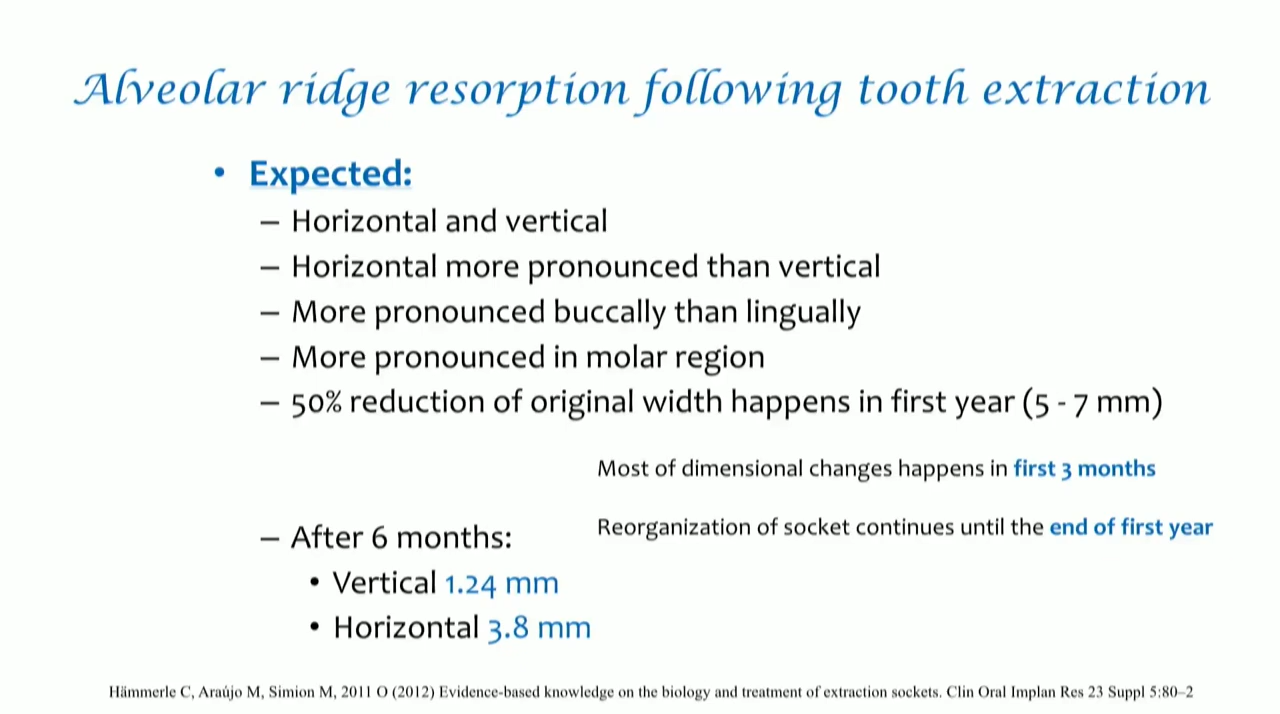 Alveolar ridge resorption following tooth extraction
• Expected:
– Horizontal and vertical
– Horizontal more pronounced than vertical
– More pronounced buccally than lingually
– More pronounced in molar region
– 50% reduction of original width happens in first year (5 - 7 mm)
Most of dimensional changes happens in first 3 months
Reorganization of socket continues until the end of first year
– After 6 months:
• Vertical 1.24 mm
• Horizontal 3.8 mm
Hämmerle C, Araújo M, Simion M, 2011 O (2012) Evidence-based knowledge on the biology and treatment of extraction sockets. Clin Oral Implan Res 23 Suppl 5:80–2